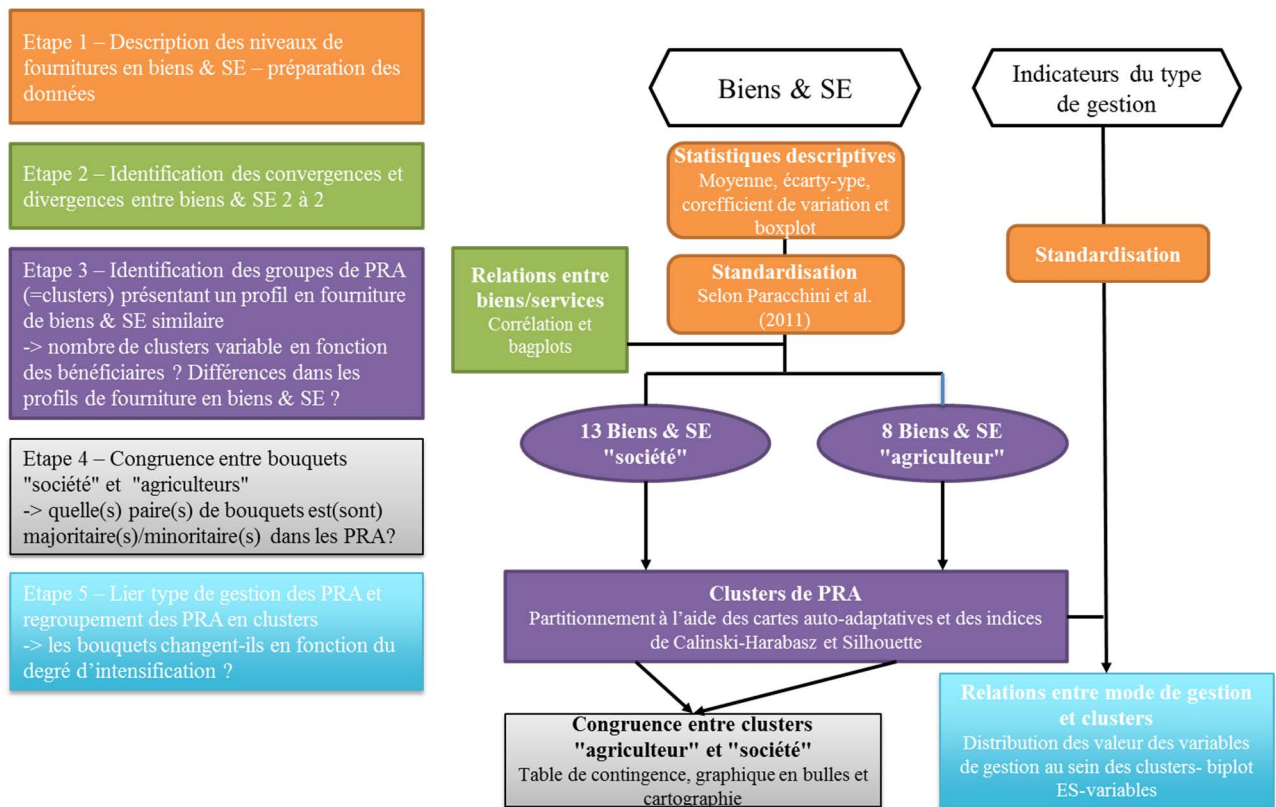 Etape 1 – Description des niveaux de
fournitures en biens & SE – préparation des
données
Etape 2 – Identification des convergences et
divergences entre biens & SE 2 à 2
Etape 3 – Identification des groupes de PRA
(=clusters) présentant un profil en fourniture
de biens & SE similaire
-> nombre de clusters variable en fonction
des bénéficiaires ? Différences dans les
profils de fourniture en biens & SE ?
Etape 4 – Congruence entre bouquets
"société" et "agriculteurs"
-> quelle(s) paire(s) de bouquets est(sont)
majoritaire(s)/minoritaire(s) dans les PRA?
Etape 5 – Lier type de gestion des PRA et
regroupement des PRA en clusters
-> les bouquets changent-ils en fonction du
degré d'intensification ?
Biens & SE
Indicateurs du type
de gestion
Statistiques descriptives
Moyenne, écarty-ype,
corefficient de variation et
boxplot
Standardisation
Relations entre
biens/services
Corrélation et
bagplots
Standardisation
Selon Paracchini et al.
(2011)
13 Biens & SE
"société"
8 Biens & SE
"agriculteur"
Clusters de PRA
Partitionnement à l'aide des cartes auto-adaptatives et des indices
de Calinski-Harabasz et Silhouette
Congruence entre clusters
"agriculteur" et "société"
Table de contingence, graphique en bulles et
cartographie
Relations entre mode de gestion
et clusters
Distribution des valeur des variables
de gestion au sein des clusters- biplot
ES-variables